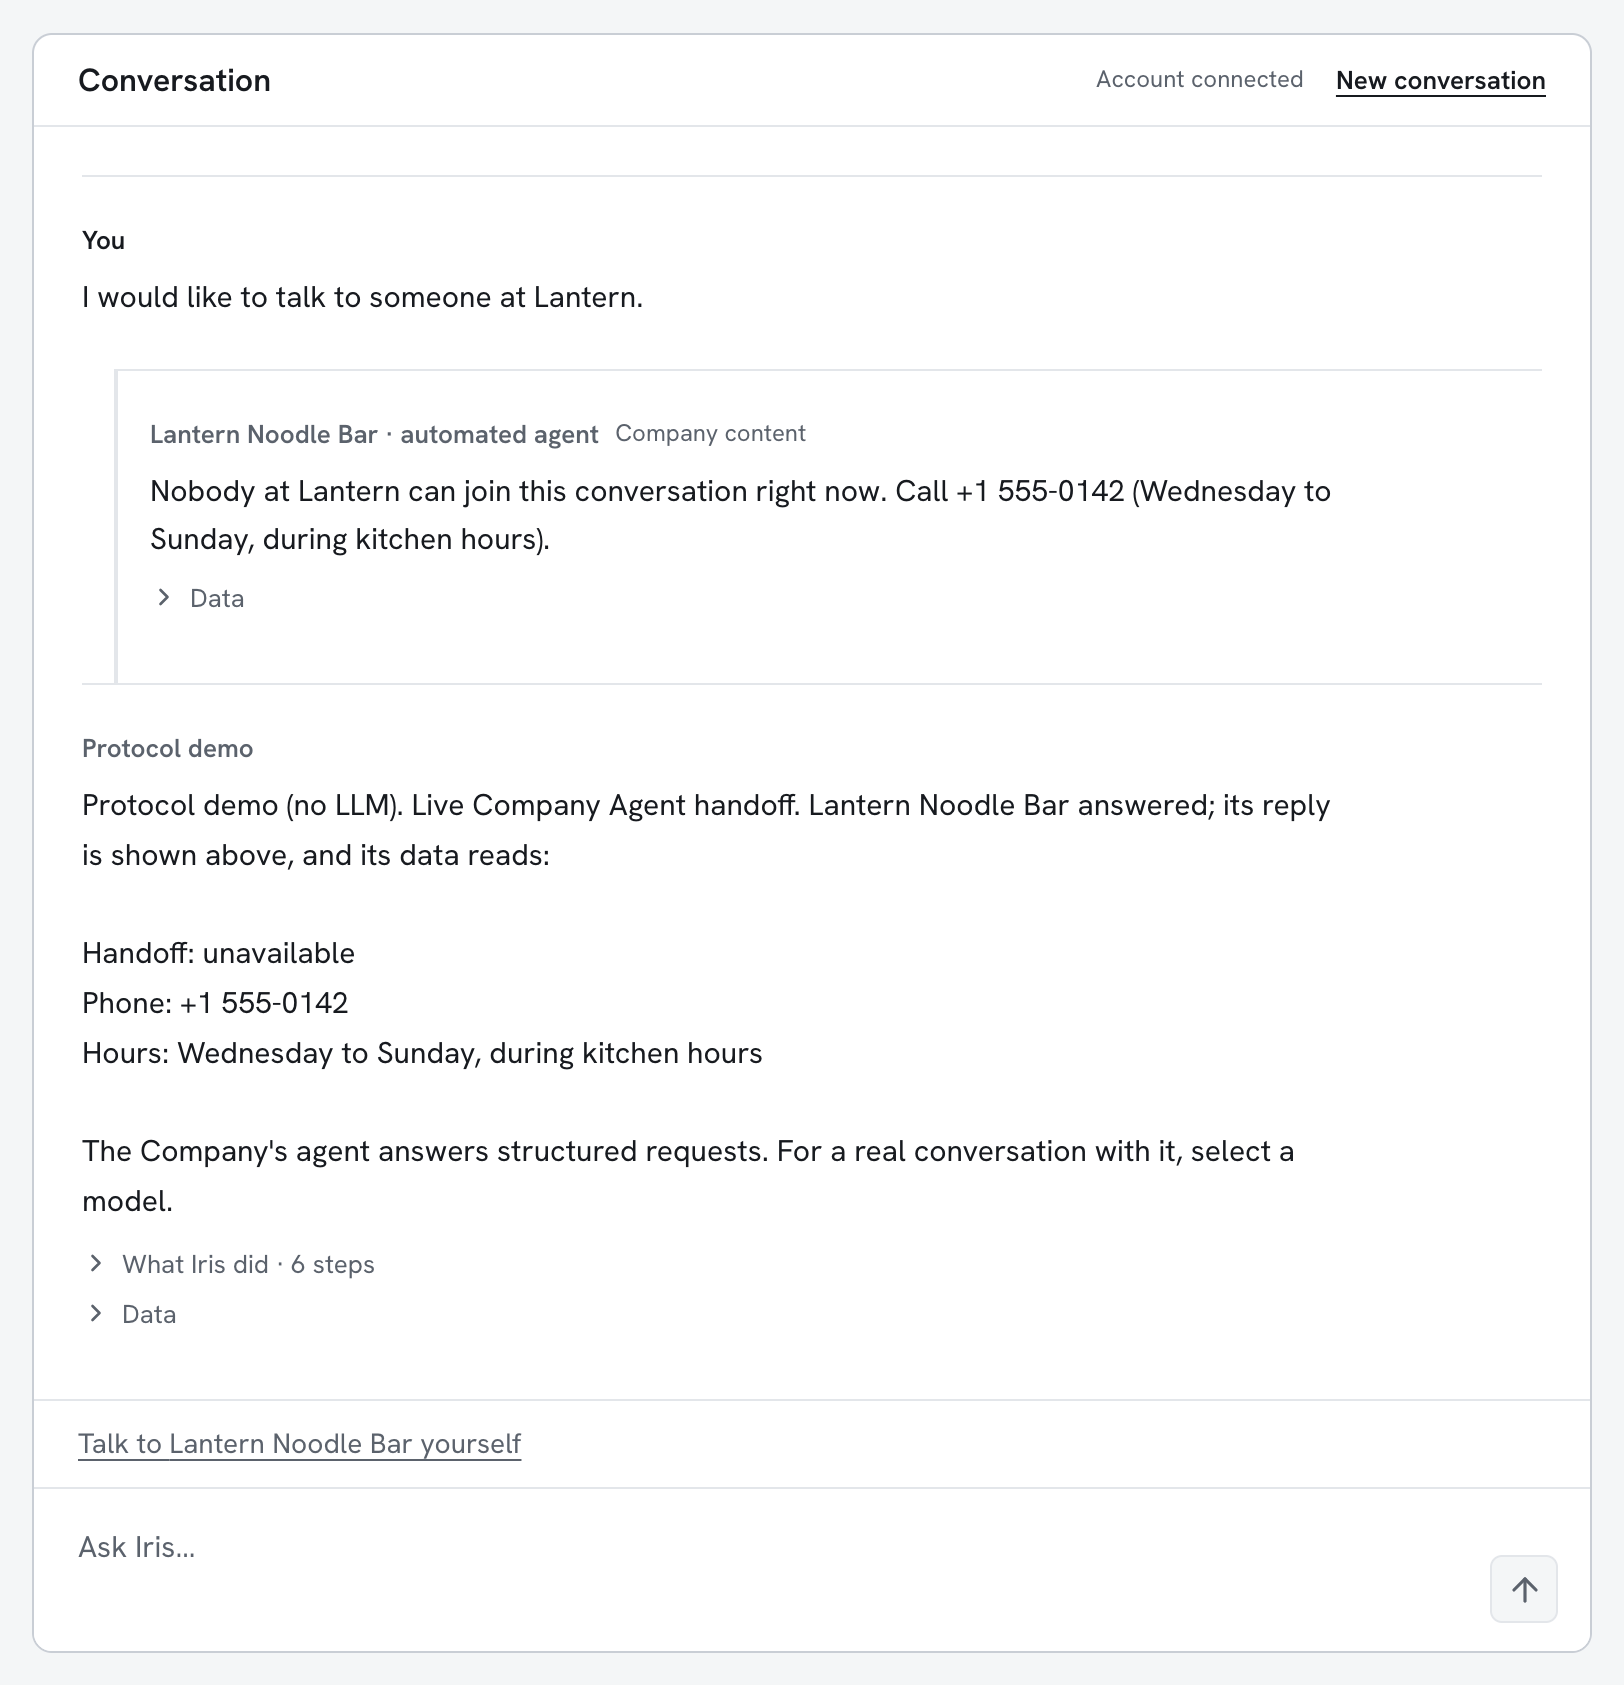 Conversation
Account connected
New conversation
You
I would like to talk to someone at Lantern.
Lantern Noodle Bar · automated agent Company content
Nobody at Lantern can join this conversation right now. Call +1 555-0142 (Wednesday to
Sunday, during kitchen hours).
Data
Protocol demo
Protocol demo (no LLM). Live Company Agent handoff. Lantern Noodle Bar answered; its reply
is shown above, and its data reads:
Handoff: unavailable
Phone: +1 555-0142
Hours: Wednesday to Sunday, during kitchen hours
The Company's agent answers structured requests. For a real conversation with it, select a
model.
What Iris did · 6 steps
Data
Talk to Lantern Noodle Bar yourself
Ask Iris...